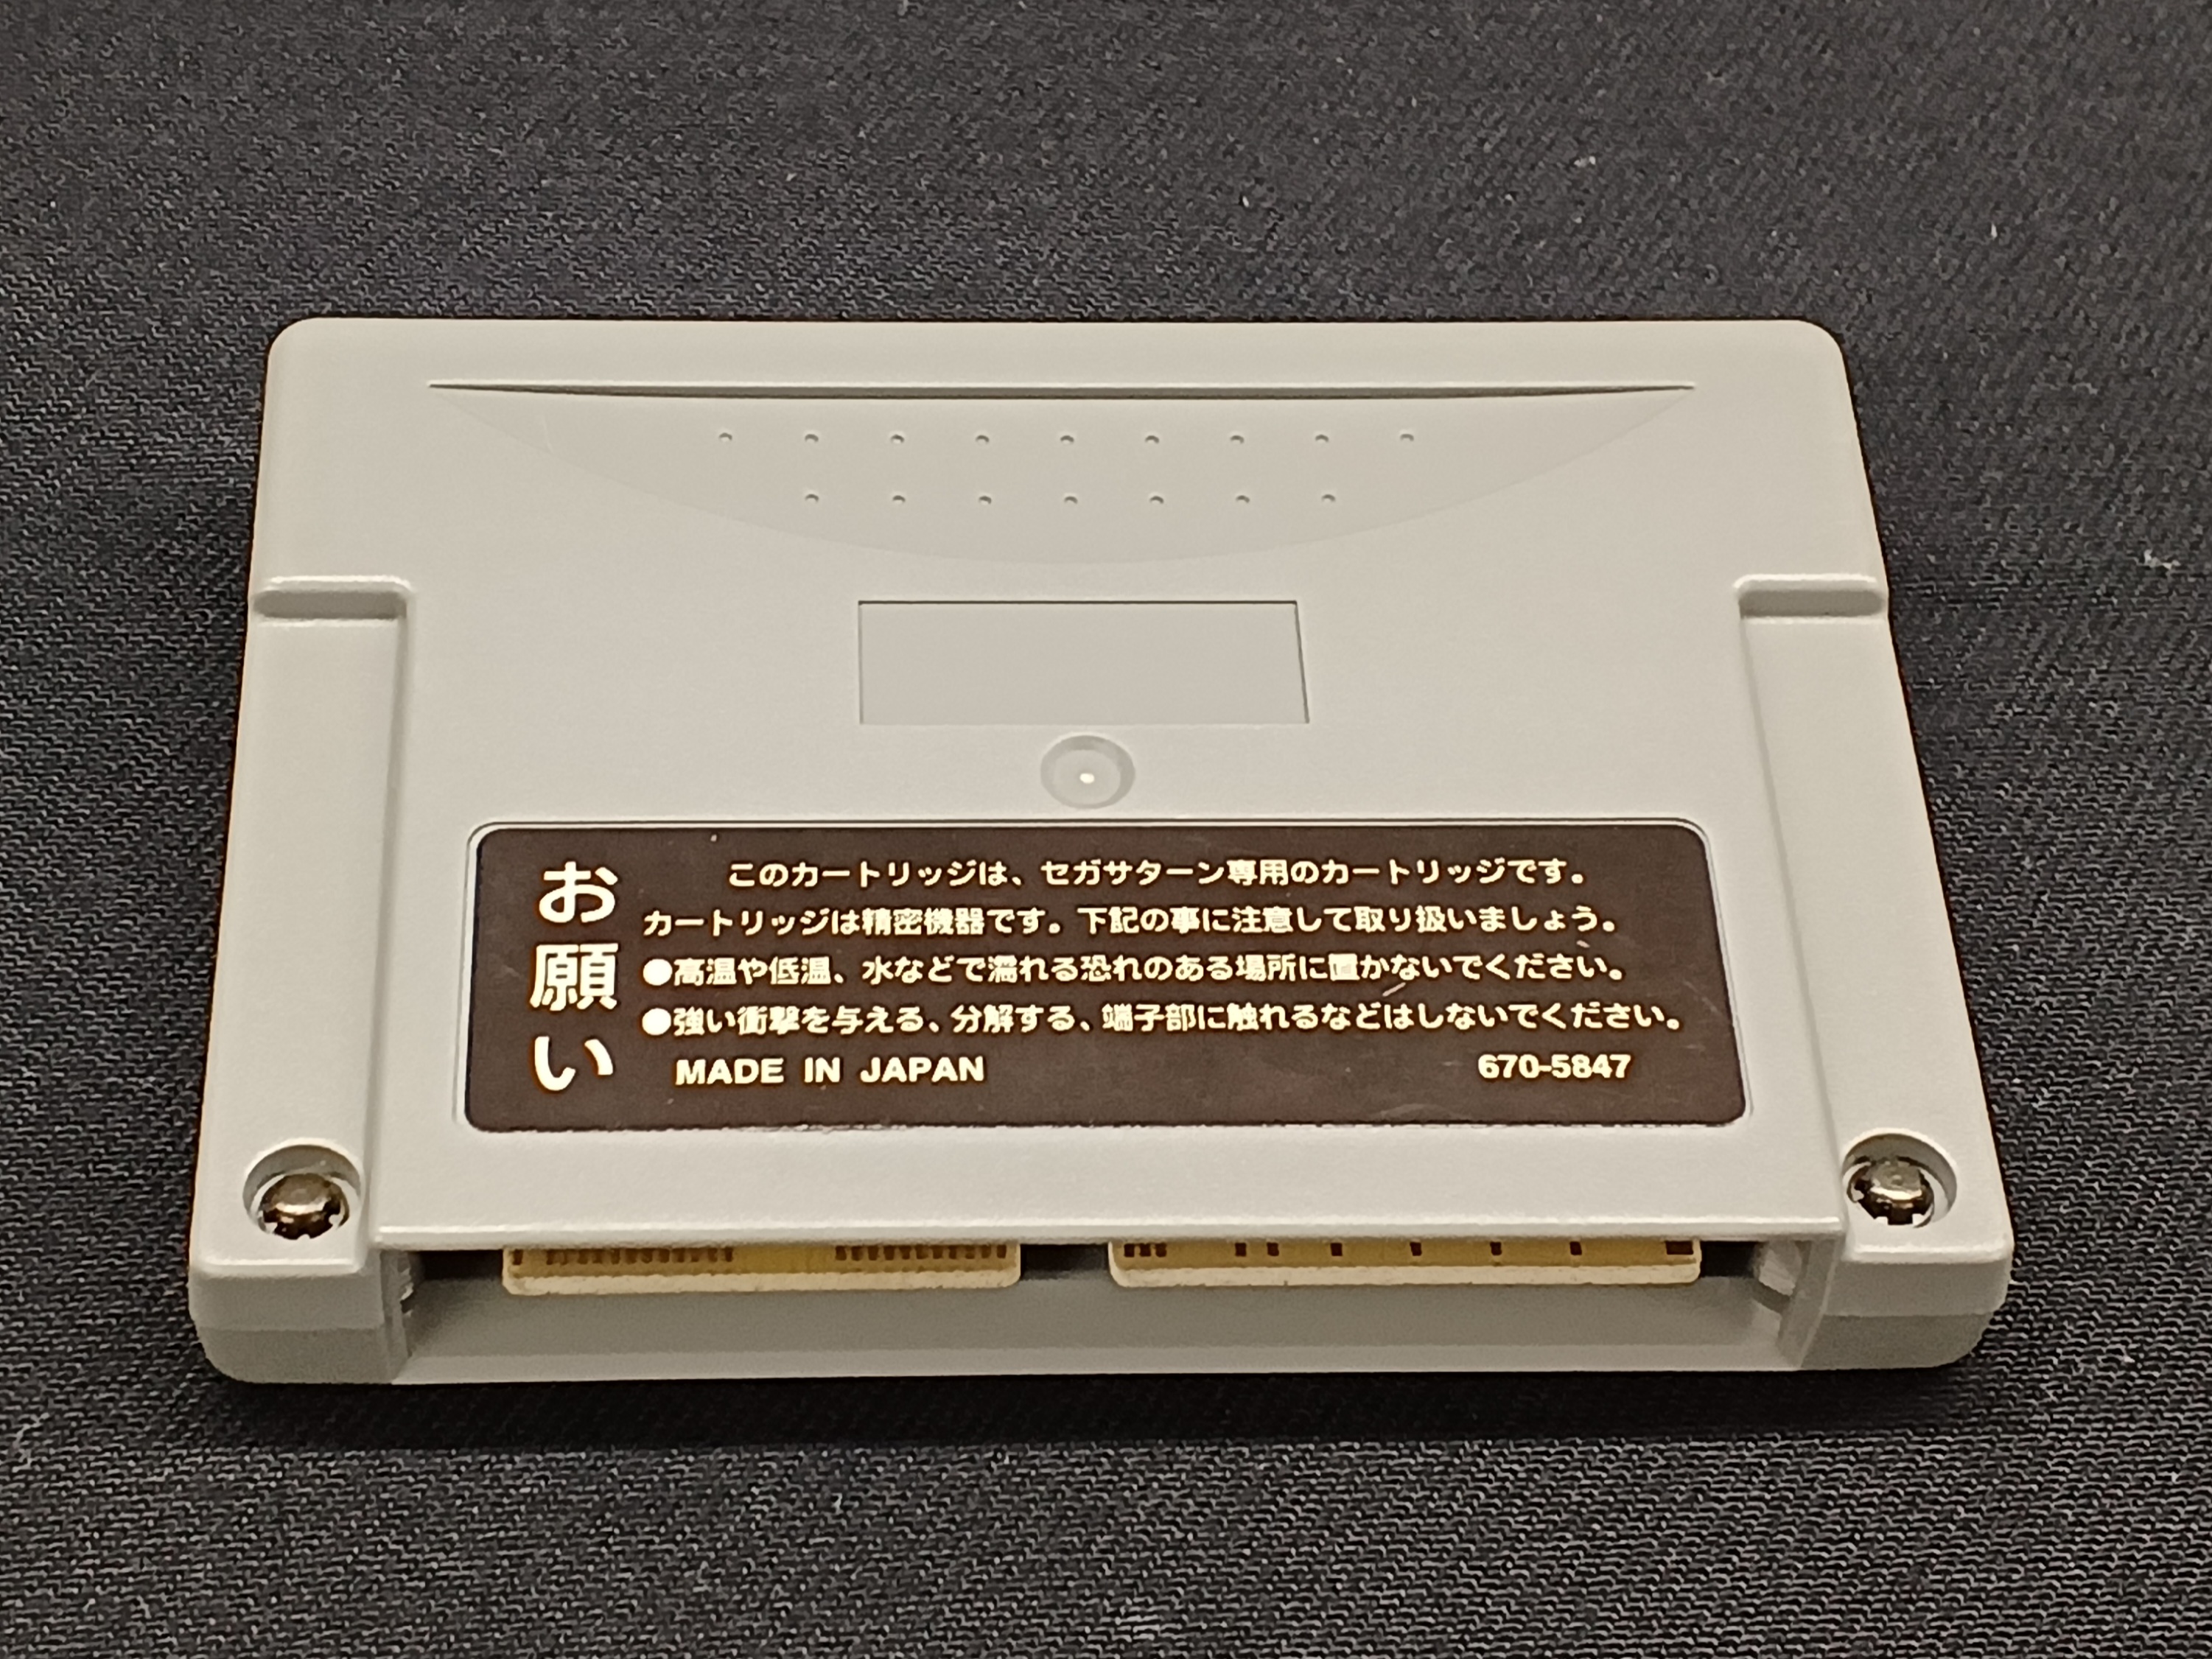 お願い
このカートリッジは、セガサターン専用のカートリッジです。
カートリッジは精密機器です。下記の事に注意して取り扱いましょう。
●高温や低温、水などで濡れる恐れのある場所に置かないでください。
●強い衝撃を与える、分解する、端子部に触れるなどはしないでください。
MADE IN JAPAN 670-5847